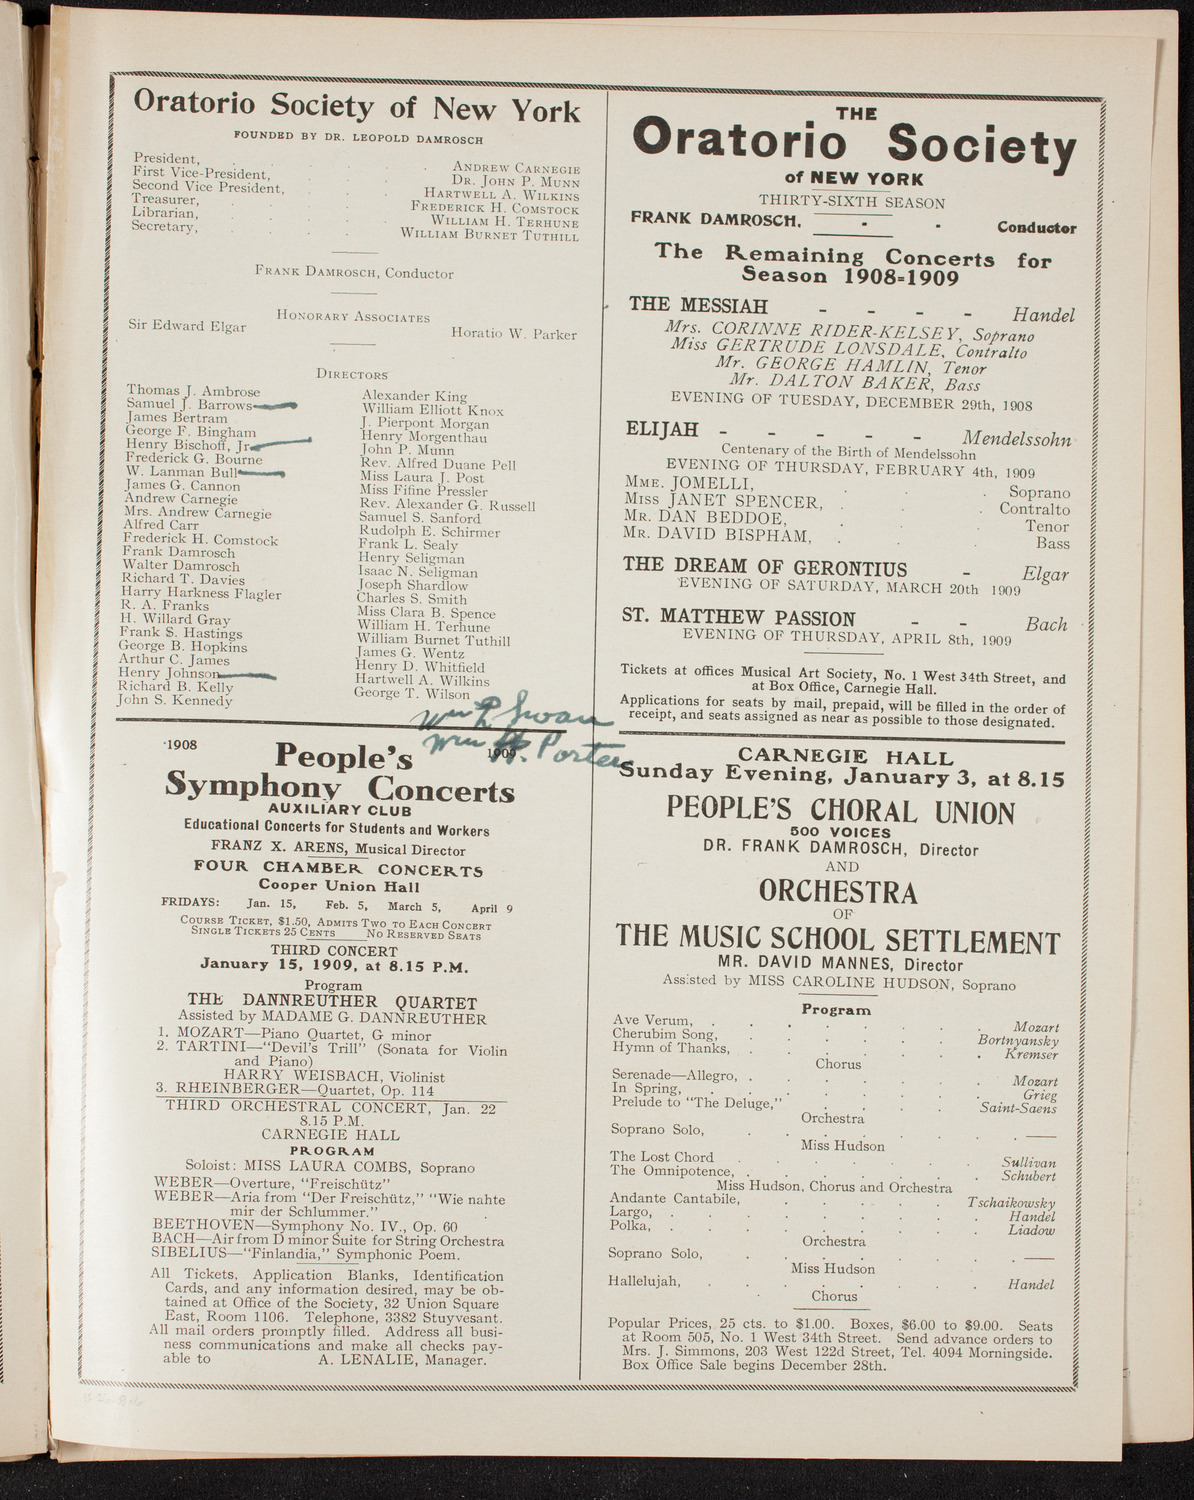 Oratorio Society of New York
FOUNDED BY DR. LEOPOLD DAMROSCH
President, . . . . . ANDREW CARNEGIE
First Vice-President, . . . . DR. JOHN P. MUNN
Second Vice President, . . . HARTWELL A. WILKINS
Treasurer, . . . . FREDERICK H. COMSTOCK
Librarian, . . . . WILLIAM H. TERHUNE
Secretary, . . . . WILLIAM BURNET TUTHILL
FRANK DAMROSCH, Conductor
HONORARY ASSOCIATES
Sir Edward Elgar
Horatio W. Parker
DIRECTORS
Thomas J. Ambrose
Samuel J. Barrows
James Bertram
George F. Bingham
Henry Bischoff, Jr.
Frederick G. Bourne
W. Lanman Bull
James G. Cannon
Andrew Carnegie
Mrs. Andrew Carnegie
Alfred Carr
Frederick H. Comstock
Frank Damrosch
Walter Damrosch
Richard T. Davies
Harry Harkness Flagler
R. A. Franks
H. Willard Gray
Frank S. Hastings
George B. Hopkins
Arthur C. James
Henry Johnson
Richard B. Kelly
John S. Kennedy
Alexander King
William Elliott Knox
J. Pierpont Morgan
Henry Morgenthau
John P. Munn
Rev. Alfred Duane Pell
Miss Laura J. Post
Miss Fifine Pressler
Rev. Alexander G. Russell
Samuel S. Sanford
Rudolph E. Schirmer
Frank L. Sealy
Henry Seligman
Isaac N. Seligman
Joseph Shardlow
Charles S. Smith
Miss Clara B. Spence
William H. Terhune
William Burnet Tuthill
James G. Wentz
Henry D. Whitfield
Hartwell A. Wilkins
George T. Wilson
Wm L Swan
Wm H. Porter
1908 1909
People's
Symphony Concerts
AUXILIARY CLUB
Educational Concerts for Students and Workers
FRANZ X. ARENS, Musical Director
FOUR CHAMBER CONCERTS
Cooper Union Hall
FRIDAYS: Jan. 15, Feb. 5, March 5, April 9
COURSE TICKET, $1.50, ADMITS TWO TO EACH CONCERT
SINGLE TICKETS 25 CENTS NO RESERVED SEATS
THIRD CONCERT
January 15, 1909, at 8.15 P.M.
Program
THE DANNREUTHER QUARTET
Assisted by MADAME G. DANNREUTHER
1. MOZART—Piano Quartet, G minor
2. TARTINI—"Devil's Trill" (Sonata for Violin
and Piano)
HARRY WEISBACH, Violinist
3. RHEINBERGER—Quartet, Op. 114
THIRD ORCHESTRAL CONCERT, Jan. 22
8.15 P.M.
CARNEGIE HALL
PROGRAM
Soloist: MISS LAURA COMBS, Soprano
WEBER—Overture, "Freischütz"
WEBER—Aria from "Der Freischütz," "Wie nahte
mir der Schlummer."
BEETHOVEN—Symphony No. IV., Op. 60
BACH—Air from D minor Suite for String Orchestra
SIBELIUS—"Finlandia," Symphonic Poem.
All Tickets, Application Blanks, Identification
Cards, and any information desired, may be ob-
tained at Office of the Society, 32 Union Square
East, Room 1106. Telephone, 3382 Stuyvesant.
All mail orders promptly filled. Address all busi-
ness communications and make all checks pay-
able to A. LENALIE, Manager.
THE
Oratorio Society
of NEW YORK
THIRTY-SIXTH SEASON
FRANK DAMROSCH, - - Conductor
The Remaining Concerts for
Season 1908=1909
THE MESSIAH - - - - Handel
Mrs. CORINNE RIDER-KELSEY, Soprano
Miss GERTRUDE LONSDALE, Contralto
Mr. GEORGE HAMLIN, Tenor
Mr. DALTON BAKER, Bass
EVENING OF TUESDAY, DECEMBER 29th, 1908
ELIJAH - - - - - Mendelssohn
Centenary of the Birth of Mendelssohn
EVENING OF THURSDAY, FEBRUARY 4th, 1909
MME. JOMELLI, . . . Soprano
MISS JANET SPENCER, . . . Contralto
MR. DAN BEDDOE, . . . Tenor
MR. DAVID BISPHAM, . . . Bass
THE DREAM OF GERONTIUS - Elgar
EVENING OF SATURDAY, MARCH 20th 1909
ST. MATTHEW PASSION - - Bach
EVENING OF THURSDAY, APRIL 8th, 1909
Tickets at offices Musical Art Society, No. 1 West 34th Street, and
at Box Office, Carnegie Hall.
Applications for seats by mail, prepaid, will be filled in the order of
receipt, and seats assigned as near as possible to those designated.
CARNEGIE HALL
Sunday Evening, January 3, at 8.15
PEOPLE'S CHORAL UNION
500 VOICES
DR. FRANK DAMROSCH, Director
AND
ORCHESTRA
OF
THE MUSIC SCHOOL SETTLEMENT
MR. DAVID MANNES, Director
Assisted by MISS CAROLINE HUDSON, Soprano
Program
Ave Verum, . . . . . . Mozart
Cherubim Song, . . . . . . Bortnyansky
Hymn of Thanks, . . . . . . Kremser
Chorus
Serenade—Allegro, . . . . . . Mozart
In Spring, . . . . . . Grieg
Prelude to "The Deluge," . . . . Saint-Saens
Orchestra
Soprano Solo, . . . . . .
Miss Hudson
The Lost Chord . . . . . . Sullivan
The Omnipotence, . . . . . . Schubert
Miss Hudson, Chorus and Orchestra
Andante Cantabile, . . . . . Tschaikowsky
Largo, . . . . . . Handel
Polka, . . . . . . Liadow
Orchestra
Soprano Solo, . . . . . .
Miss Hudson
Hallelujah, . . . . . . Handel
Chorus
Popular Prices, 25 cts. to $1.00. Boxes, $6.00 to $9.00. Seats
at Room 505, No. 1 West 34th Street. Send advance orders to
Mrs. J. Simmons, 203 West 122d Street, Tel. 4094 Morningside.
Box Office Sale begins December 28th.